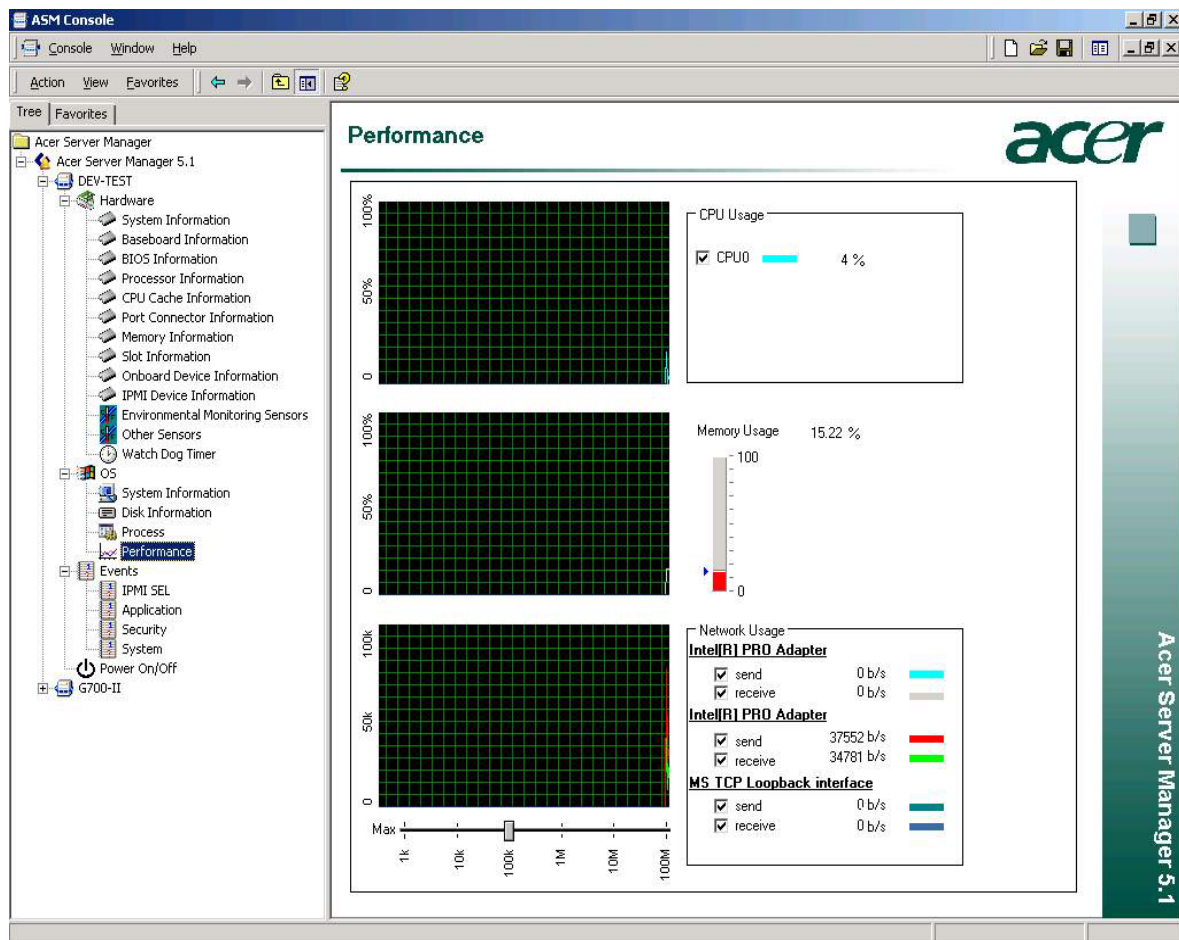 ASM Console
Console Window Help
Action View Favorites
Tree Favorites
Acer Server Manager
Acer Server Manager 5.1
DEV-TEST
Hardware
System Information
Baseboard Information
BIOS Information
Processor Information
CPU Cache Information
Port Connector Information
Memory Information
Slot Information
Onboard Device Information
IPMI Device Information
Environmental Monitoring Sensors
Other Sensors
Watch Dog Timer
OS
System Information
Disk Information
Process
Performance
Events
IPMI SEL
Application
Security
System
Power On/Off
G700-II
Performance
acer
100%
50%
0
CPU Usage
CPU0 4 %
100%
50%
0
Memory Usage 15.22 %
100
0
100k
50k
0
Max
1k 10k 100k 1M 10M 100M
Network Usage
Intel[R] PRO Adapter
send 0 b/s
receive 0 b/s
Intel[R] PRO Adapter
send 37552 b/s
receive 34781 b/s
MS TCP Loopback interface
send 0 b/s
receive 0 b/s
Acer Server Manager 5.1